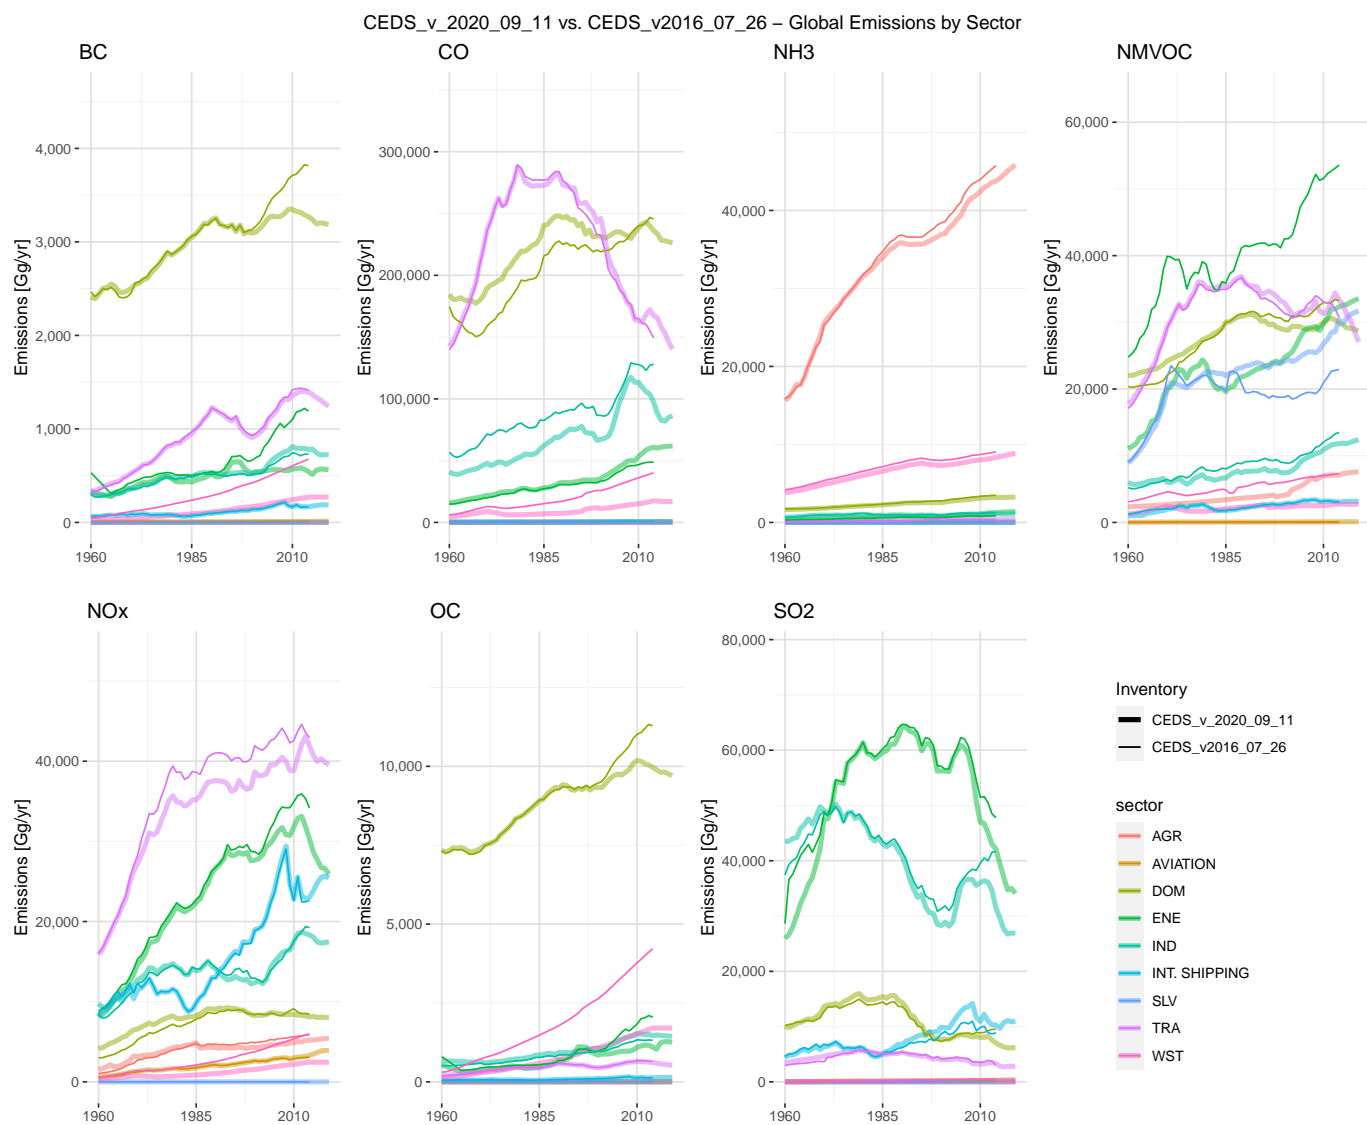 CEDS_v_2020_09_11 vs. CEDS_v2016_07_26 – Global Emissions by Sector
BC
CO
NH3
NMVOC
Emissions [Gg/yr]
4,000
3,000
2,000
1,000
0
1960
1985
2010
Emissions [Gg/yr]
300,000
200,000
100,000
0
1960
1985
2010
Emissions [Gg/yr]
40,000
20,000
0
1960
1985
2010
Emissions [Gg/yr]
60,000
40,000
20,000
0
1960
1985
2010
NOx
OC
SO2
Emissions [Gg/yr]
40,000
20,000
0
1960
1985
2010
Emissions [Gg/yr]
10,000
5,000
0
1960
1985
2010
Emissions [Gg/yr]
80,000
60,000
40,000
20,000
0
1960
1985
2010
Inventory
CEDS_v_2020_09_11
CEDS_v2016_07_26
sector
AGR
AVIATION
DOM
ENE
IND
INT. SHIPPING
SLV
TRA
WST